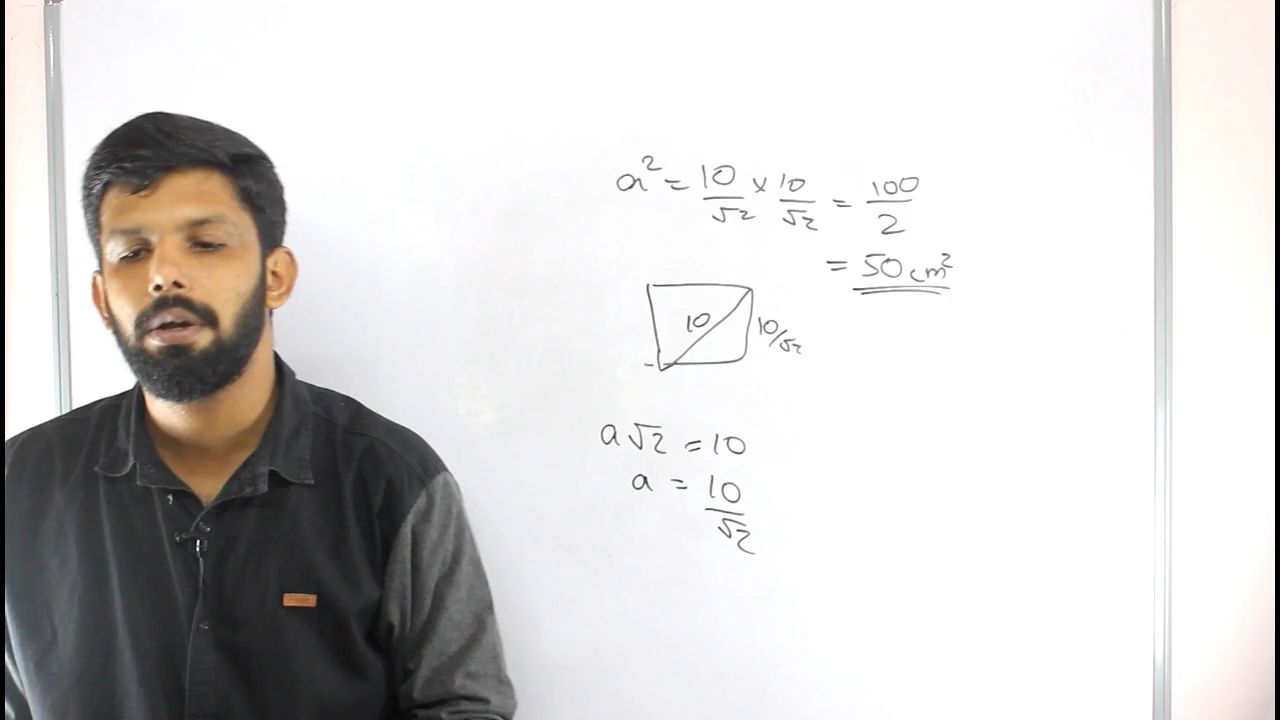 a² = 10/√2 × 10/√2 = 100/2
= 50 cm²
10
10/√2
a√2 = 10
a = 10/√2